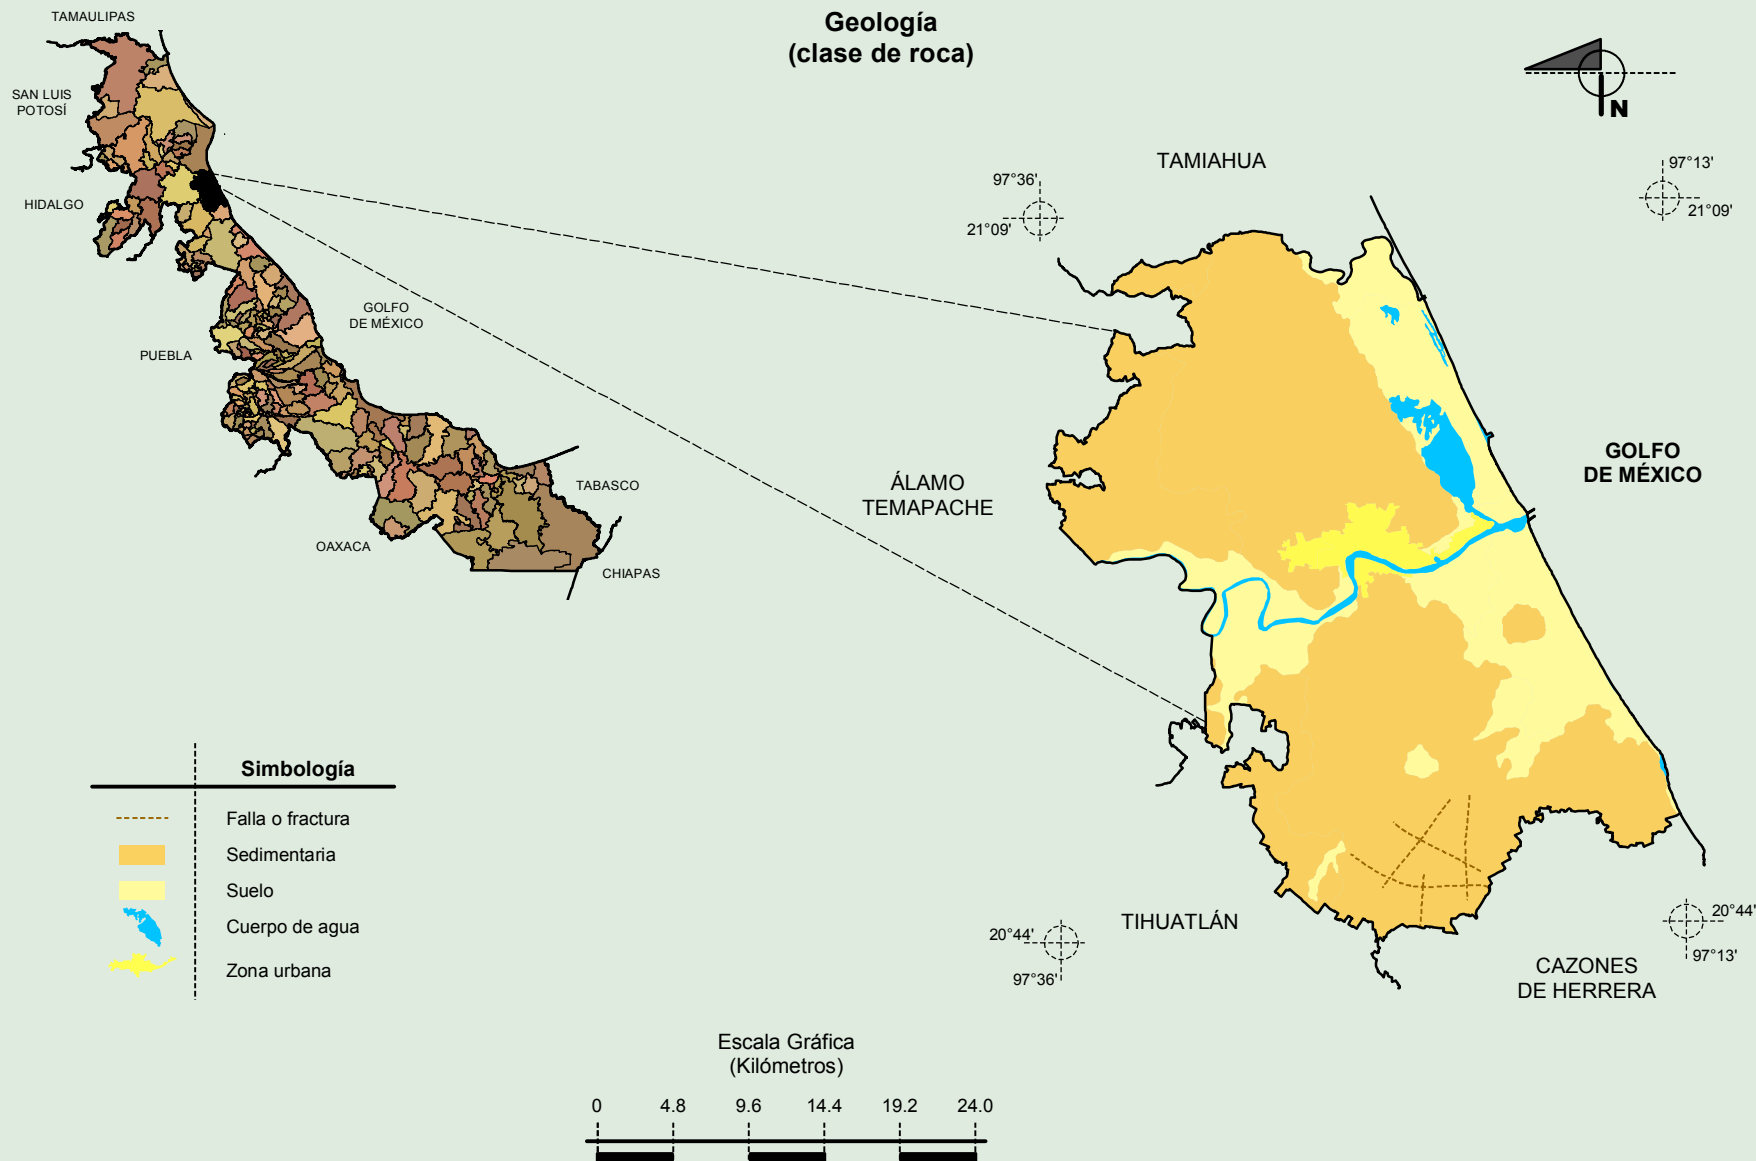 Geología
(clase de roca)
TAMAULIPAS
SAN LUIS
POTOSÍ
HIDALGO
PUEBLA
GOLFO
DE MÉXICO
OAXACA
TABASCO
CHIAPAS
N
TAMIAHUA
97°36'
21°09'
97°13'
21°09'
ÁLAMO
TEMAPACHE
GOLFO
DE MÉXICO
TIHUATLÁN
20°44'
97°36'
20°44'
97°13'
CAZONES
DE HERRERA
Simbología
Falla o fractura
Sedimentaria
Suelo
Cuerpo de agua
Zona urbana
Escala Gráfica
(Kilómetros)
0 4.8 9.6 14.4 19.2 24.0